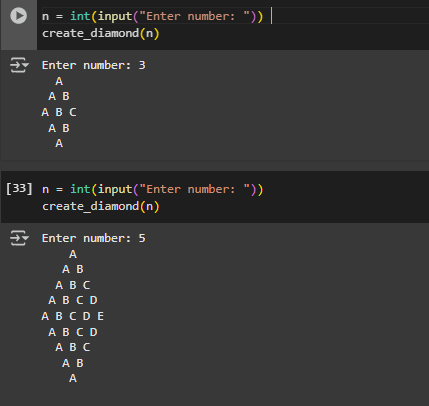 n = int(input("Enter number: "))
create_diamond(n)
Enter number: 3
  A
 A B
A B C
 A B
  A
[33] n = int(input("Enter number: "))
create_diamond(n)
Enter number: 5
    A
   A B
  A B C
 A B C D
A B C D E
 A B C D
  A B C
   A B
    A